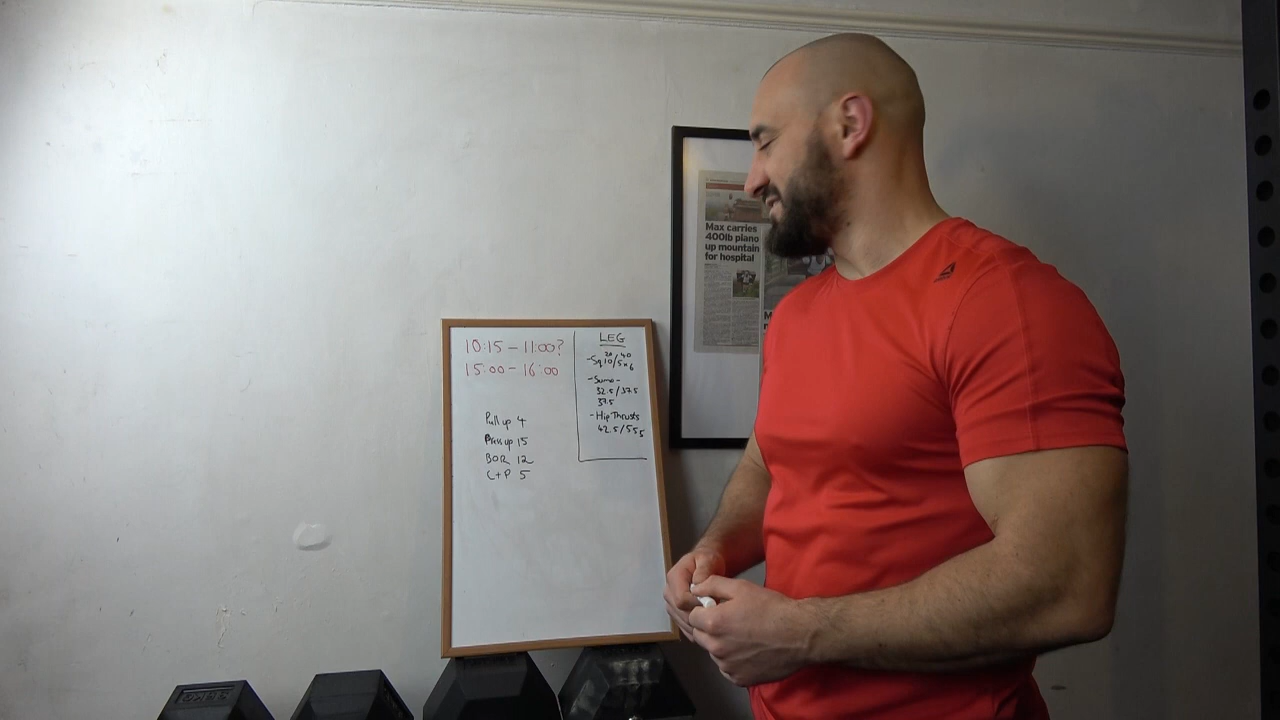 10:15 - 11:00?
15:00 - 16:00
Pull up 4
Press up 15
BOR 12
C+P 5
LEG
20 40
- Sq 10/5x6
- Sumo -
32.5/37.5
37.5
- Hip Thrusts
42.5/55 5
Max carries
400lb piano
up mountain
for hospital